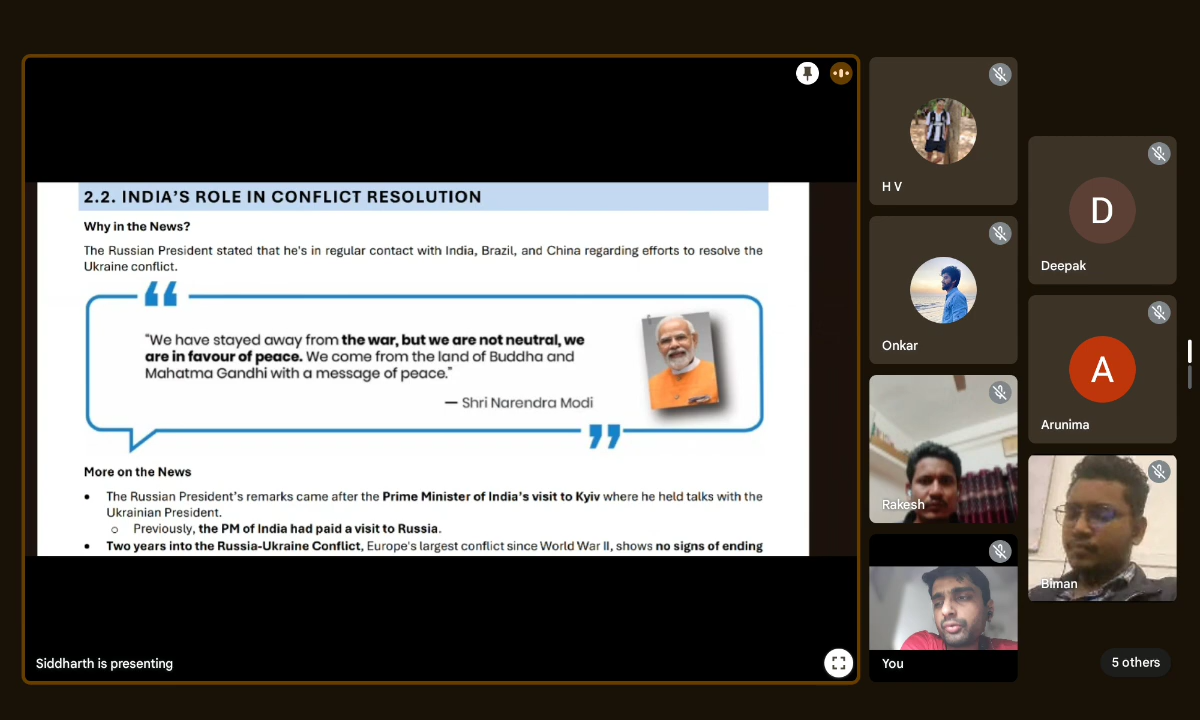 2.2. INDIA'S ROLE IN CONFLICT RESOLUTION
Why in the News?
The Russian President stated that he's in regular contact with India, Brazil, and China regarding efforts to resolve the
Ukraine conflict.
“
"We have stayed away from the war, but we are not neutral, we
are in favour of peace. We come from the land of Buddha and
Mahatma Gandhi with a message of peace."
— Shri Narendra Modi
”
More on the News
• The Russian President's remarks came after the Prime Minister of India's visit to Kyiv where he held talks with the
Ukrainian President.
o Previously, the PM of India had paid a visit to Russia.
• Two years into the Russia-Ukraine Conflict, Europe's largest conflict since World War II, shows no signs of ending
Siddharth is presenting
H V
Onkar
Rakesh
You
D
Deepak
A
Arunima
Biman
5 others